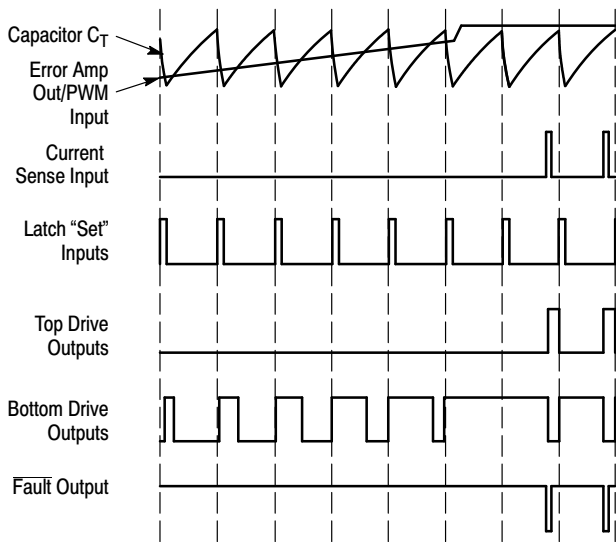 Capacitor CT
Error Amp
Out/PWM
Input
Current
Sense Input
Latch “Set”
Inputs
Top Drive
Outputs
Bottom Drive
Outputs
Fault Output